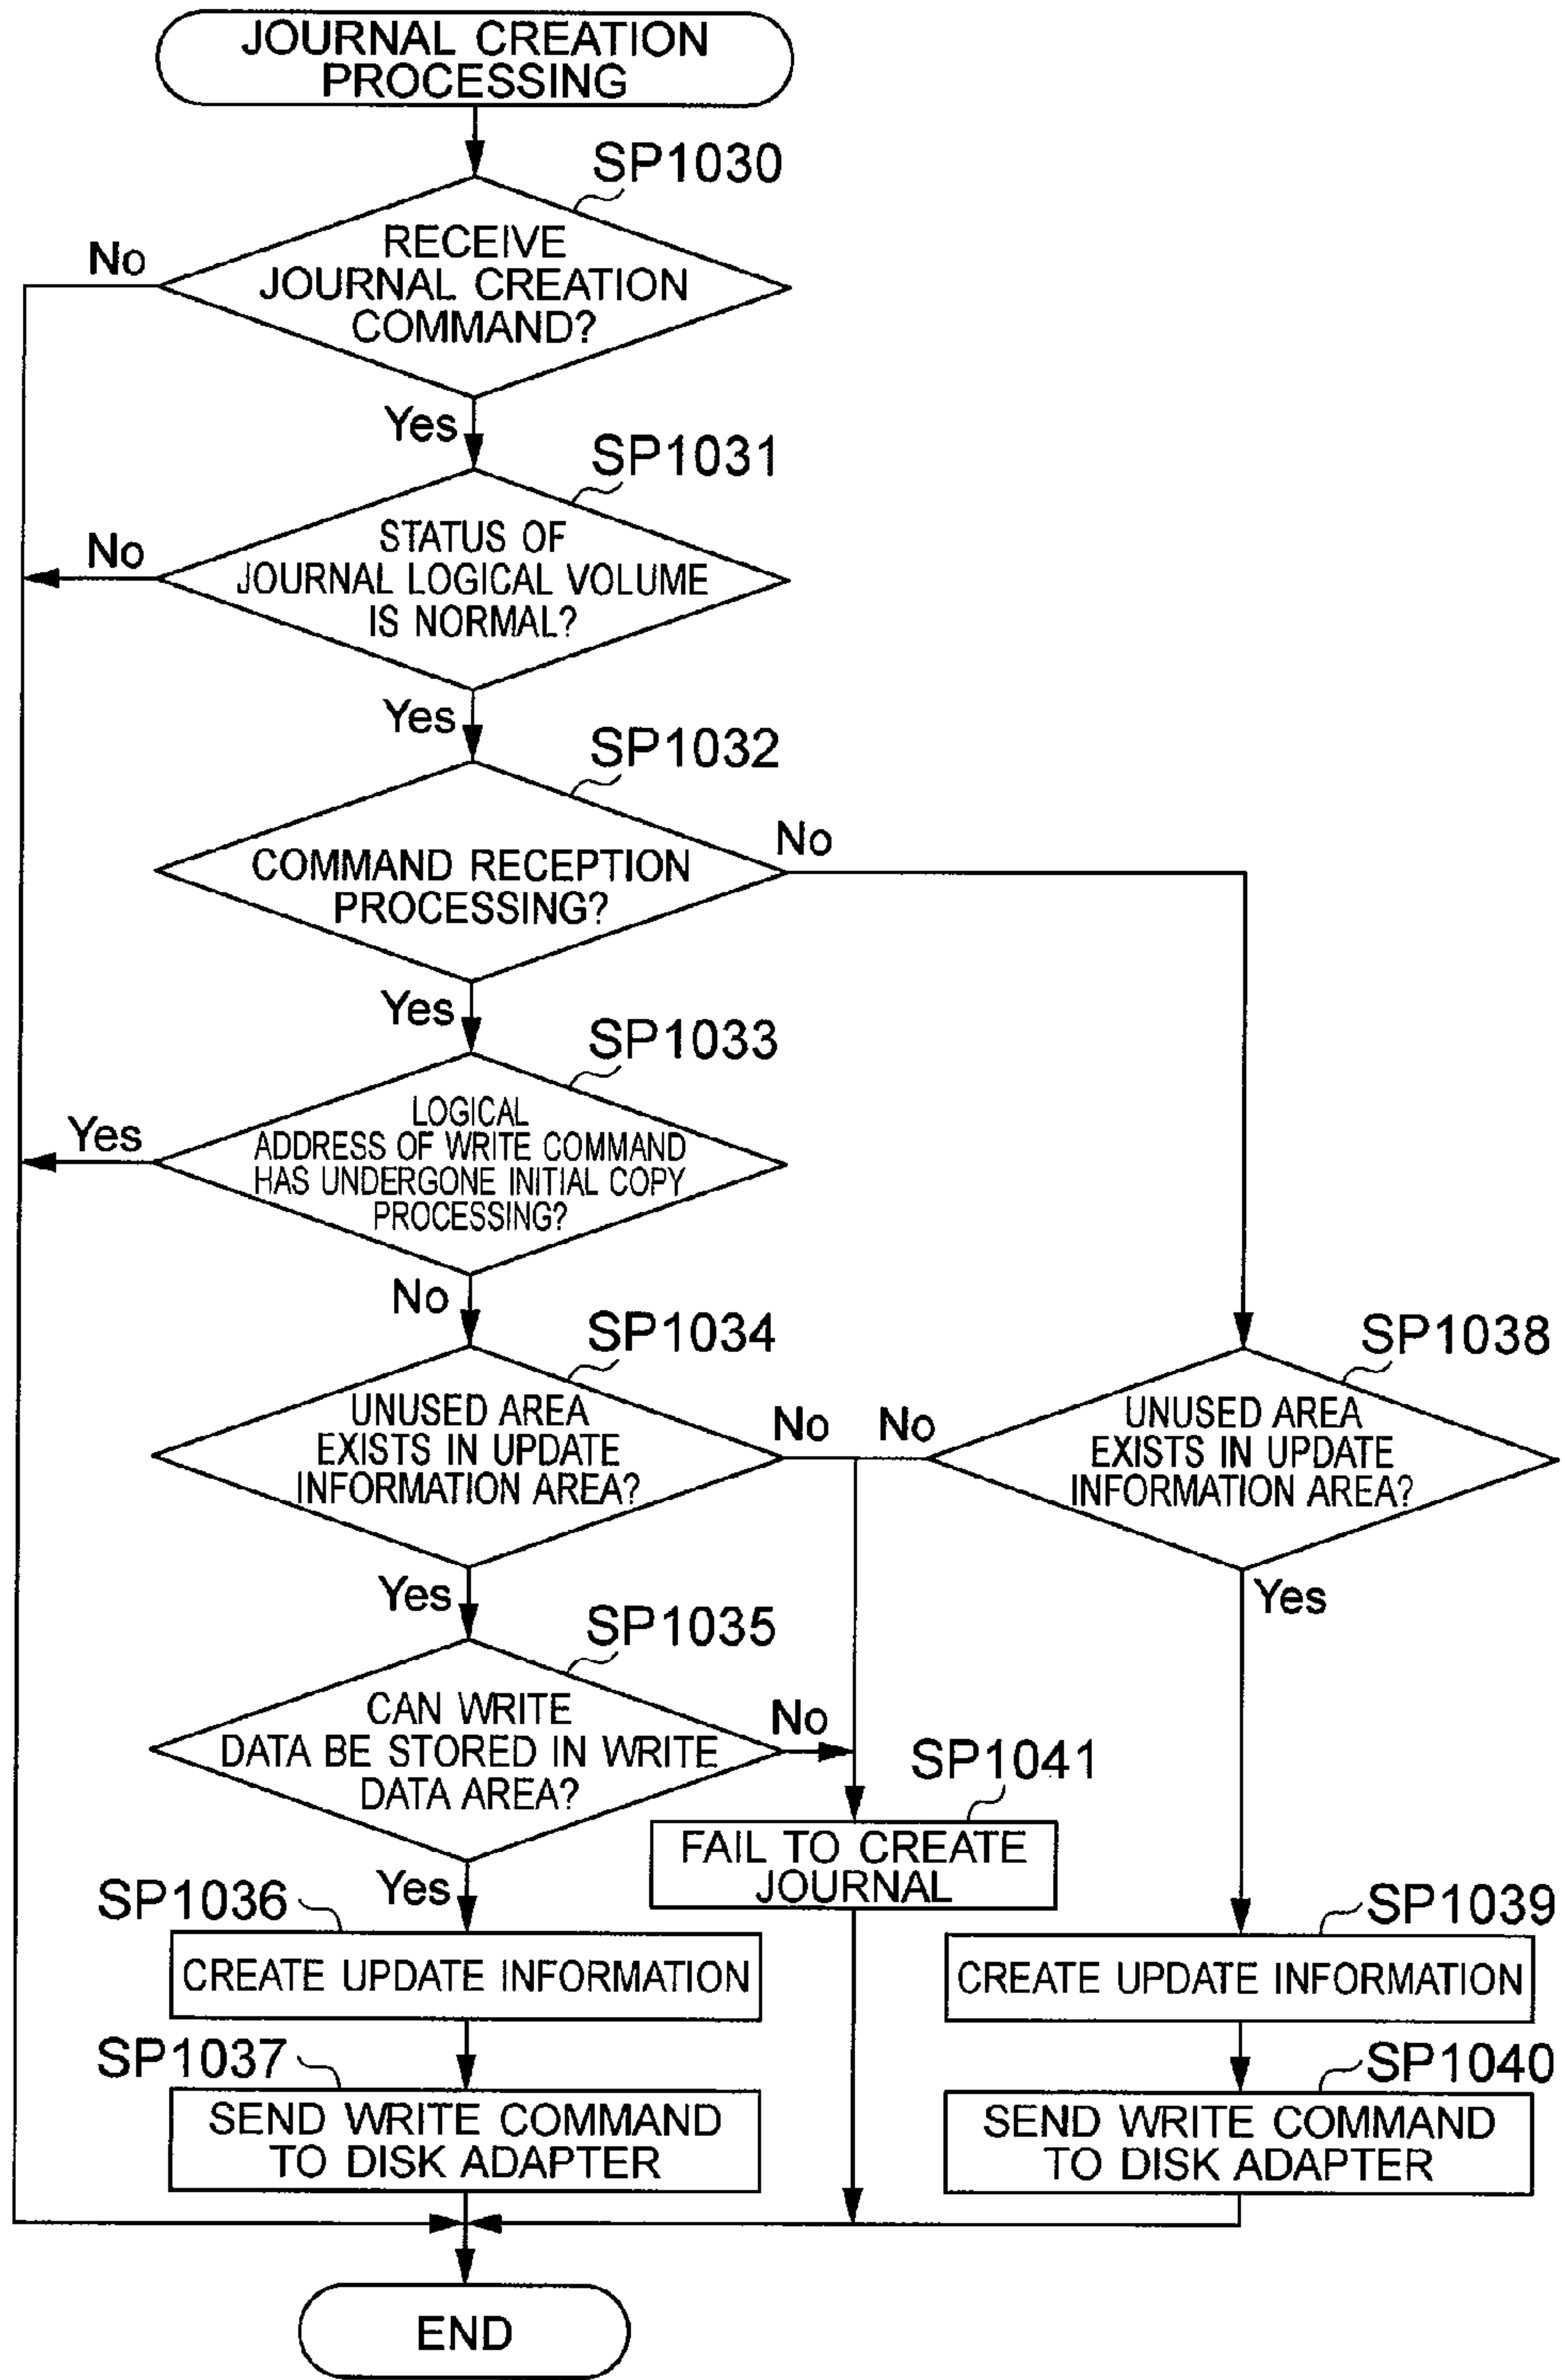 JOURNAL CREATION
PROCESSING
SP1030
RECEIVE
JOURNAL CREATION
COMMAND?
No
Yes
SP1031
STATUS OF
JOURNAL LOGICAL VOLUME
IS NORMAL?
No
Yes
SP1032
COMMAND RECEPTION
PROCESSING?
No
Yes
SP1033
LOGICAL
ADDRESS OF WRITE COMMAND
HAS UNDERGONE INITIAL COPY
PROCESSING?
Yes
No
SP1034
UNUSED AREA
EXISTS IN UPDATE
INFORMATION AREA?
No
Yes
SP1038
UNUSED AREA
EXISTS IN UPDATE
INFORMATION AREA?
No
Yes
SP1035
CAN WRITE
DATA BE STORED IN WRITE
DATA AREA?
No
Yes
SP1041
FAIL TO CREATE
JOURNAL
SP1036
CREATE UPDATE INFORMATION
SP1039
CREATE UPDATE INFORMATION
SP1037
SEND WRITE COMMAND
TO DISK ADAPTER
SP1040
SEND WRITE COMMAND
TO DISK ADAPTER
END